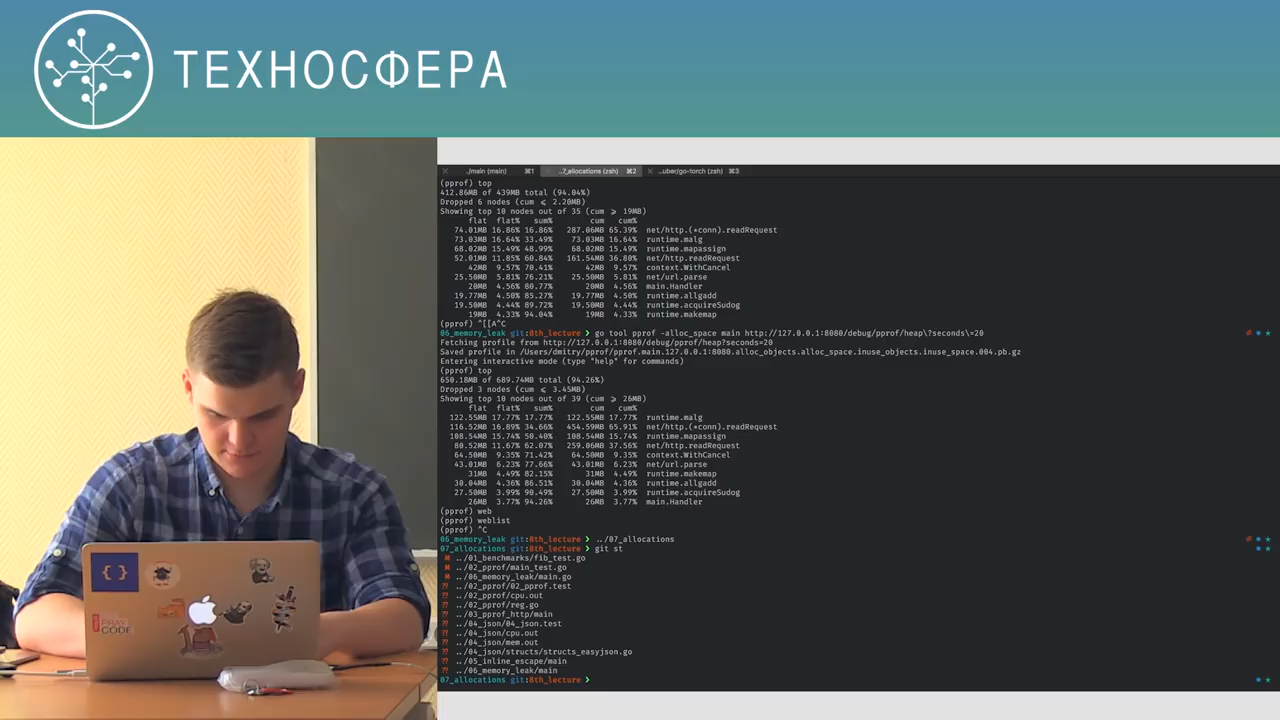 ТЕХНОСФЕРА
../main (main) ⌘1 ..7_allocations (zsh) ⌘2 ...uber/go-torch (zsh) ⌘3
(pprof) top
412.86MB of 439MB total (94.04%)
Dropped 6 nodes (cum ⩽ 2.20MB)
Showing top 10 nodes out of 35 (cum ⩾ 19MB)
flat flat% sum% cum cum%
74.01MB 16.86% 16.86% 287.06MB 65.39% net/http.(*conn).readRequest
73.03MB 16.64% 33.49% 73.03MB 16.64% runtime.malg
68.02MB 15.49% 48.99% 68.02MB 15.49% runtime.mapassign
52.01MB 11.85% 60.84% 161.54MB 36.80% net/http.readRequest
42MB 9.57% 70.41% 42MB 9.57% context.WithCancel
25.50MB 5.81% 76.21% 25.50MB 5.81% net/url.parse
20MB 4.56% 80.77% 20MB 4.56% main.Handler
19.77MB 4.50% 85.27% 19.77MB 4.50% runtime.allgadd
19.50MB 4.44% 89.72% 19.50MB 4.44% runtime.acquireSudog
19MB 4.33% 94.04% 19MB 4.33% runtime.makemap
(pprof) ^[[A^C
06_memory_leak git:8th_lecture ❯ go tool pprof -alloc_space main http://127.0.0.1:8080/debug/pprof/heap\?seconds\=20
Fetching profile from http://127.0.0.1:8080/debug/pprof/heap?seconds=20
Saved profile in /Users/dmitry/pprof/pprof.main.127.0.0.1:8080.alloc_objects.alloc_space.inuse_objects.inuse_space.004.pb.gz
Entering interactive mode (type "help" for commands)
(pprof) top
650.18MB of 689.74MB total (94.26%)
Dropped 3 nodes (cum ⩽ 3.45MB)
Showing top 10 nodes out of 39 (cum ⩾ 26MB)
flat flat% sum% cum cum%
122.55MB 17.77% 17.77% 122.55MB 17.77% runtime.malg
116.52MB 16.89% 34.66% 454.59MB 65.91% net/http.(*conn).readRequest
108.54MB 15.74% 50.40% 108.54MB 15.74% runtime.mapassign
80.52MB 11.67% 62.07% 259.06MB 37.56% net/http.readRequest
64.50MB 9.35% 71.42% 64.50MB 9.35% context.WithCancel
43.01MB 6.23% 77.66% 43.01MB 6.23% net/url.parse
31MB 4.49% 82.15% 31MB 4.49% runtime.makemap
30.04MB 4.36% 86.51% 30.04MB 4.36% runtime.allgadd
27.50MB 3.99% 90.49% 27.50MB 3.99% runtime.acquireSudog
26MB 3.77% 94.26% 26MB 3.77% main.Handler
(pprof) web
(pprof) weblist
(pprof) ^C
06_memory_leak git:8th_lecture ❯ ../07_allocations
07_allocations git:8th_lecture ❯ git st
M ../01_benchmarks/fib_test.go
M ../02_pprof/main_test.go
M ../06_memory_leak/main.go
?? ../02_pprof/02_pprof.test
?? ../02_pprof/cpu.out
?? ../02_pprof/reg.go
?? ../03_pprof_http/main
?? ../04_json/04_json.test
?? ../04_json/cpu.out
?? ../04_json/mem.out
?? ../04_json/structs/structs_easyjson.go
?? ../05_inline_escape/main
?? ../06_memory_leak/main
07_allocations git:8th_lecture ❯
{ }
PRAY
CODE